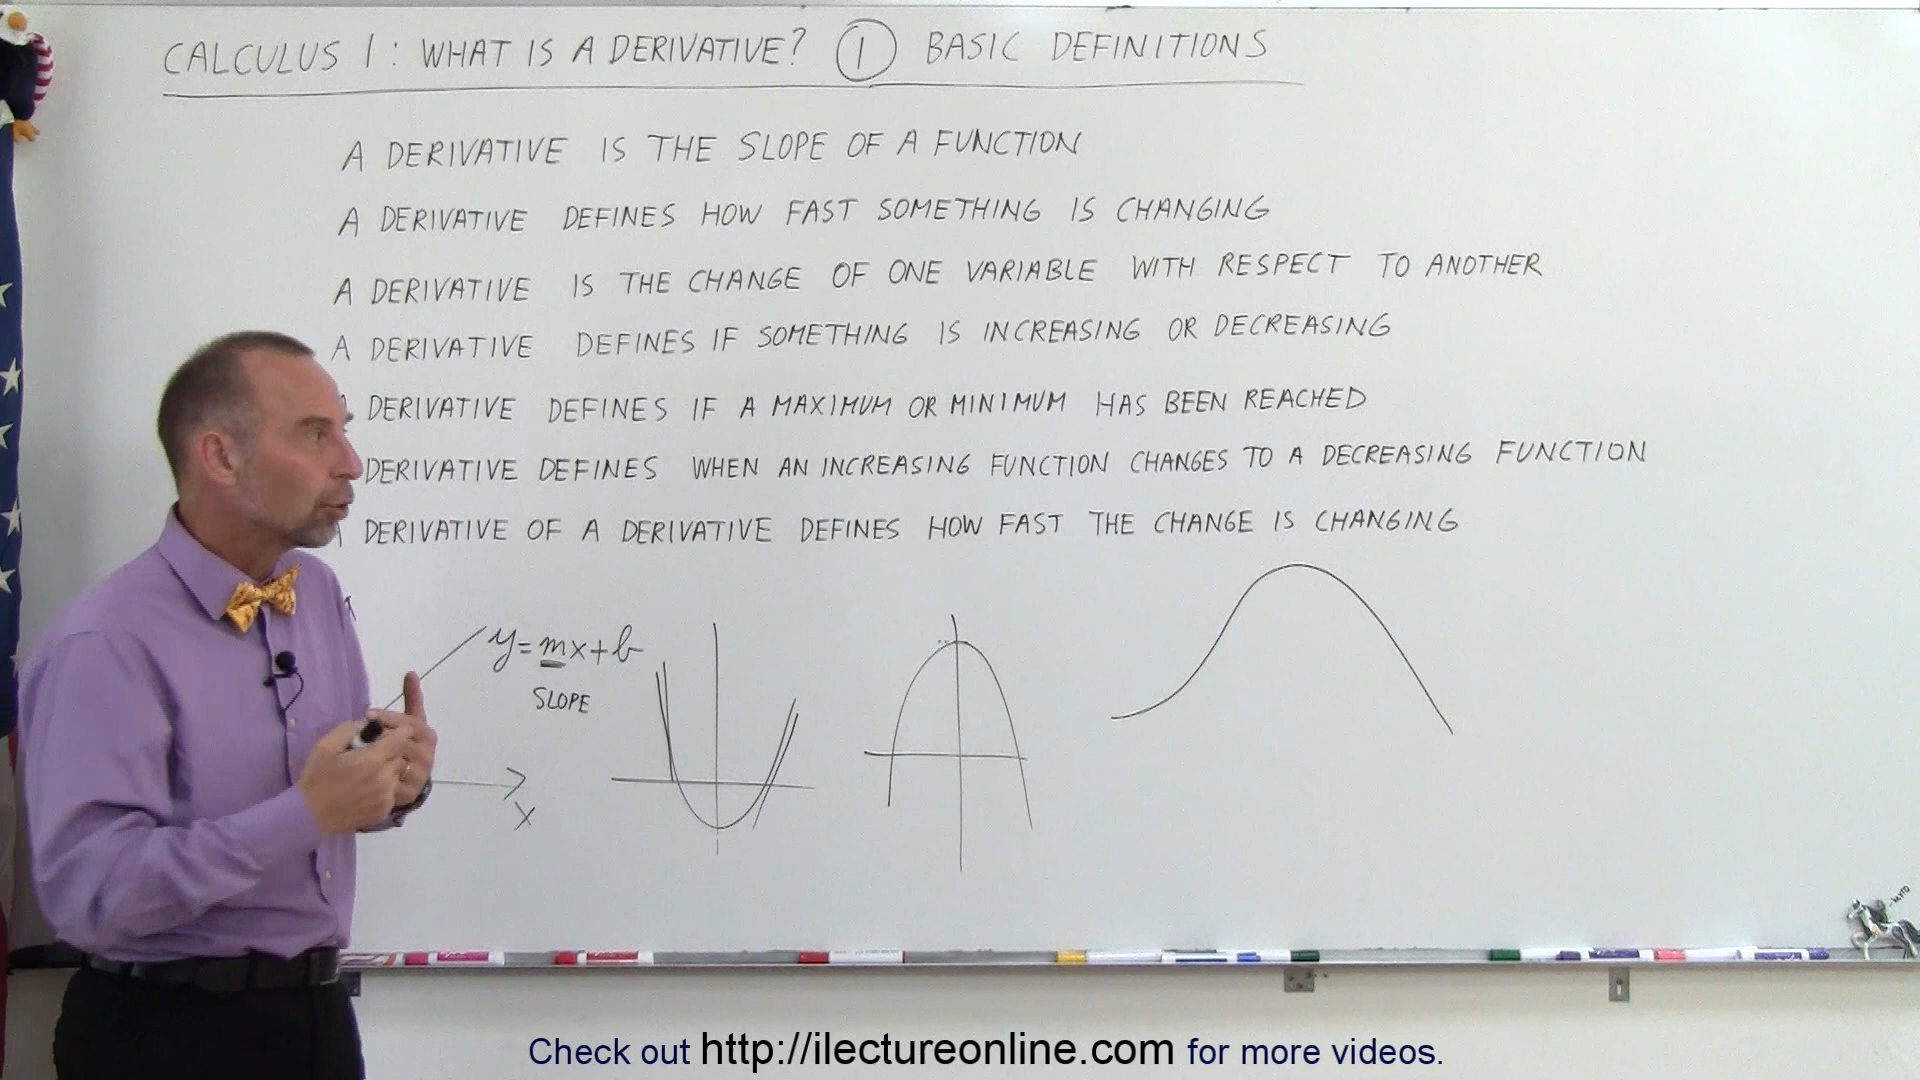 CALCULUS 1: WHAT IS A DERIVATIVE? 1 BASIC DEFINITIONS
A DERIVATIVE IS THE SLOPE OF A FUNCTION
A DERIVATIVE DEFINES HOW FAST SOMETHING IS CHANGING
A DERIVATIVE IS THE CHANGE OF ONE VARIABLE WITH RESPECT TO ANOTHER
A DERIVATIVE DEFINES IF SOMETHING IS INCREASING OR DECREASING
A DERIVATIVE DEFINES IF A MAXIMUM OR MINIMUM HAS BEEN REACHED
DERIVATIVE DEFINES WHEN AN INCREASING FUNCTION CHANGES TO A DECREASING FUNCTION
DERIVATIVE OF A DERIVATIVE DEFINES HOW FAST THE CHANGE IS CHANGING
y=mx+b
SLOPE
X
Check out http://ilectureonline.com for more videos.